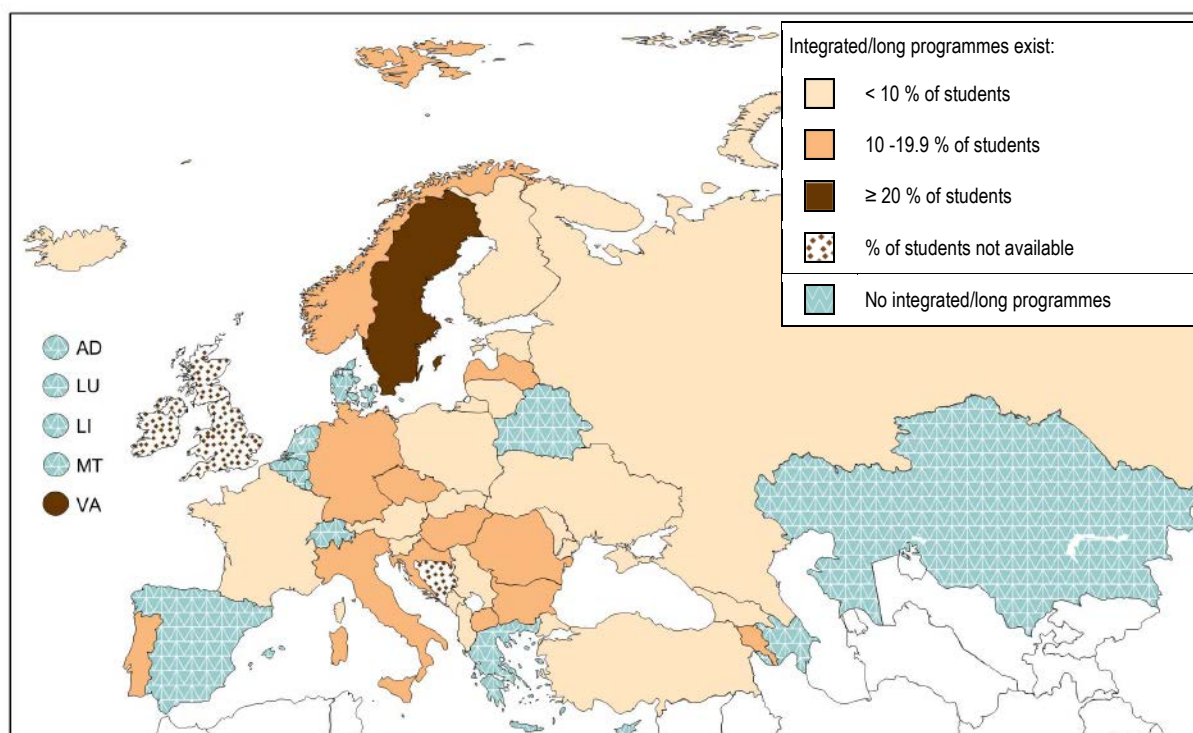 Integrated/long programmes exist:
< 10 % of students
10 -19.9 % of students
≥ 20 % of students
% of students not available
No integrated/long programmes
AD
LU
LI
MT
VA